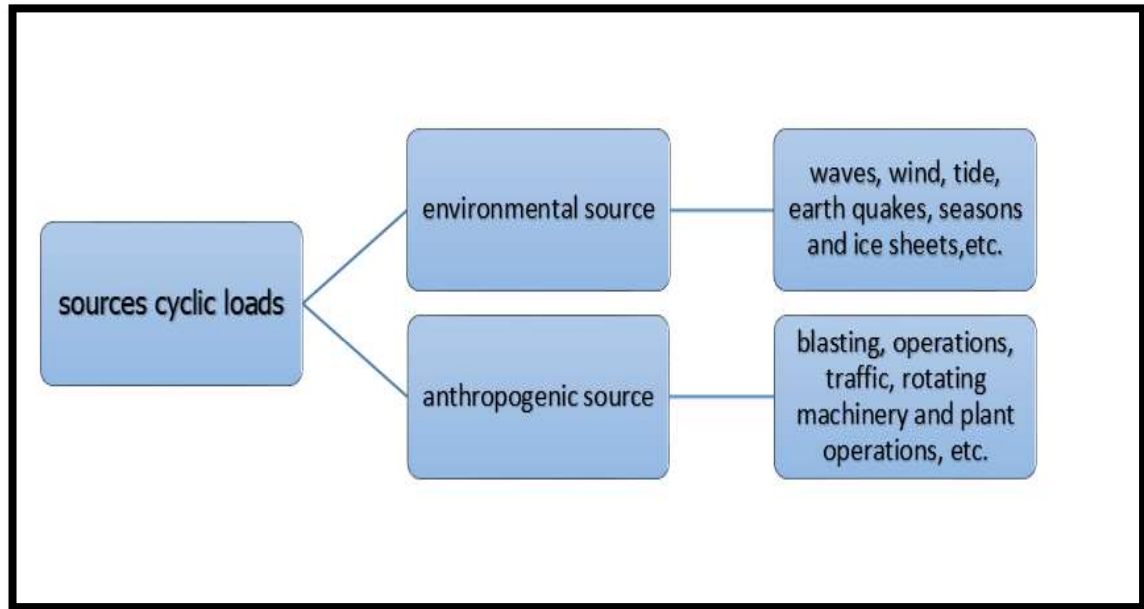 sources cyclic loads
environmental source
waves, wind, tide,
earth quakes, seasons
and ice sheets,etc.
anthropogenic source
blasting, operations,
traffic, rotating
machinery and plant
operations, etc.